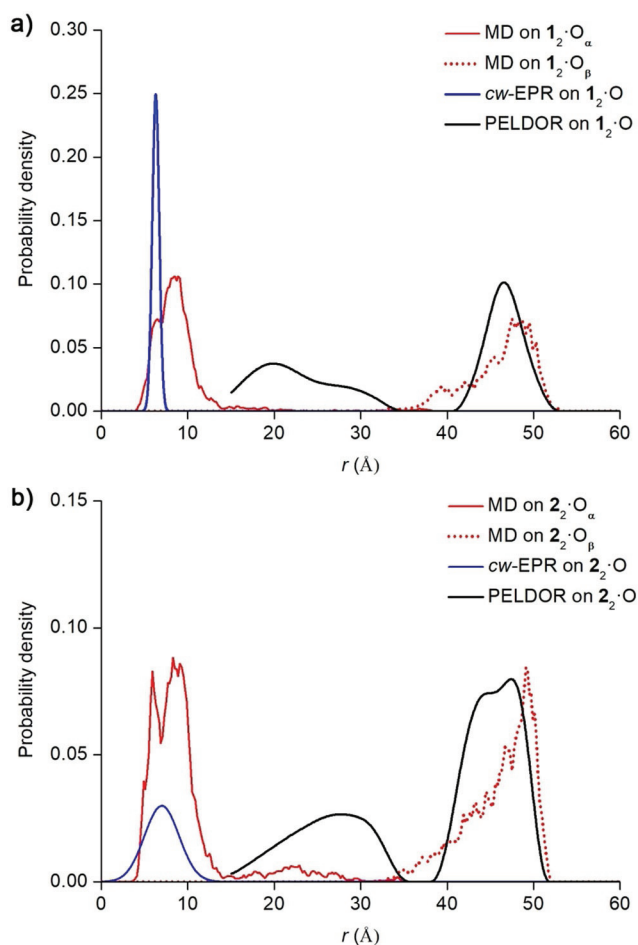 a)
0.30
0.25
0.20
0.15
0.10
0.05
0.00
Probability density
MD on 1₂·Oα
MD on 1₂·Oβ
cw-EPR on 1₂·O
PELDOR on 1₂·O
0 10 20 30 40 50 60
r (Å)
b)
0.15
0.10
0.05
0.00
Probability density
MD on 2₂·Oα
MD on 2₂·Oβ
cw-EPR on 2₂·O
PELDOR on 2₂·O
0 10 20 30 40 50 60
r (Å)